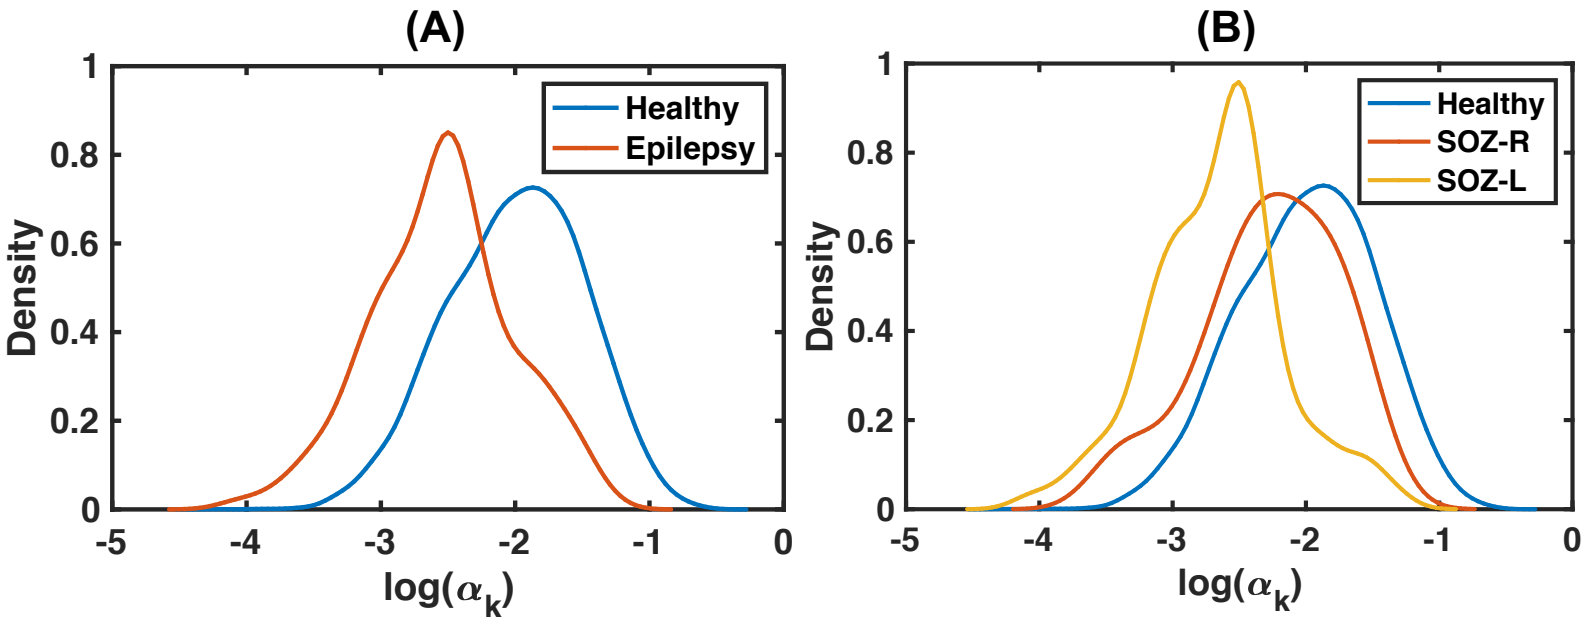 (A)
1
0.8
0.6
0.4
0.2
0
Density
Healthy
Epilepsy
-5 -4 -3 -2 -1 0
log(αk)
(B)
1
0.8
0.6
0.4
0.2
0
Density
Healthy
SOZ-R
SOZ-L
-5 -4 -3 -2 -1 0
log(αk)